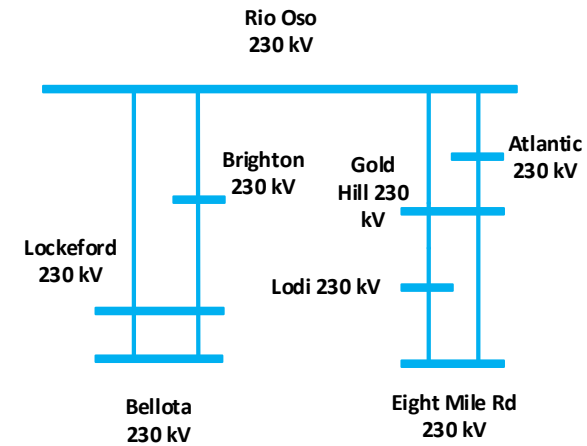 Rio Oso
230 kV
Atlantic
230 kV
Brighton
230 kV
Gold
Hill 230
kV
Lockeford
230 kV
Lodi 230 kV
Bellota
230 kV
Eight Mile Rd
230 kV